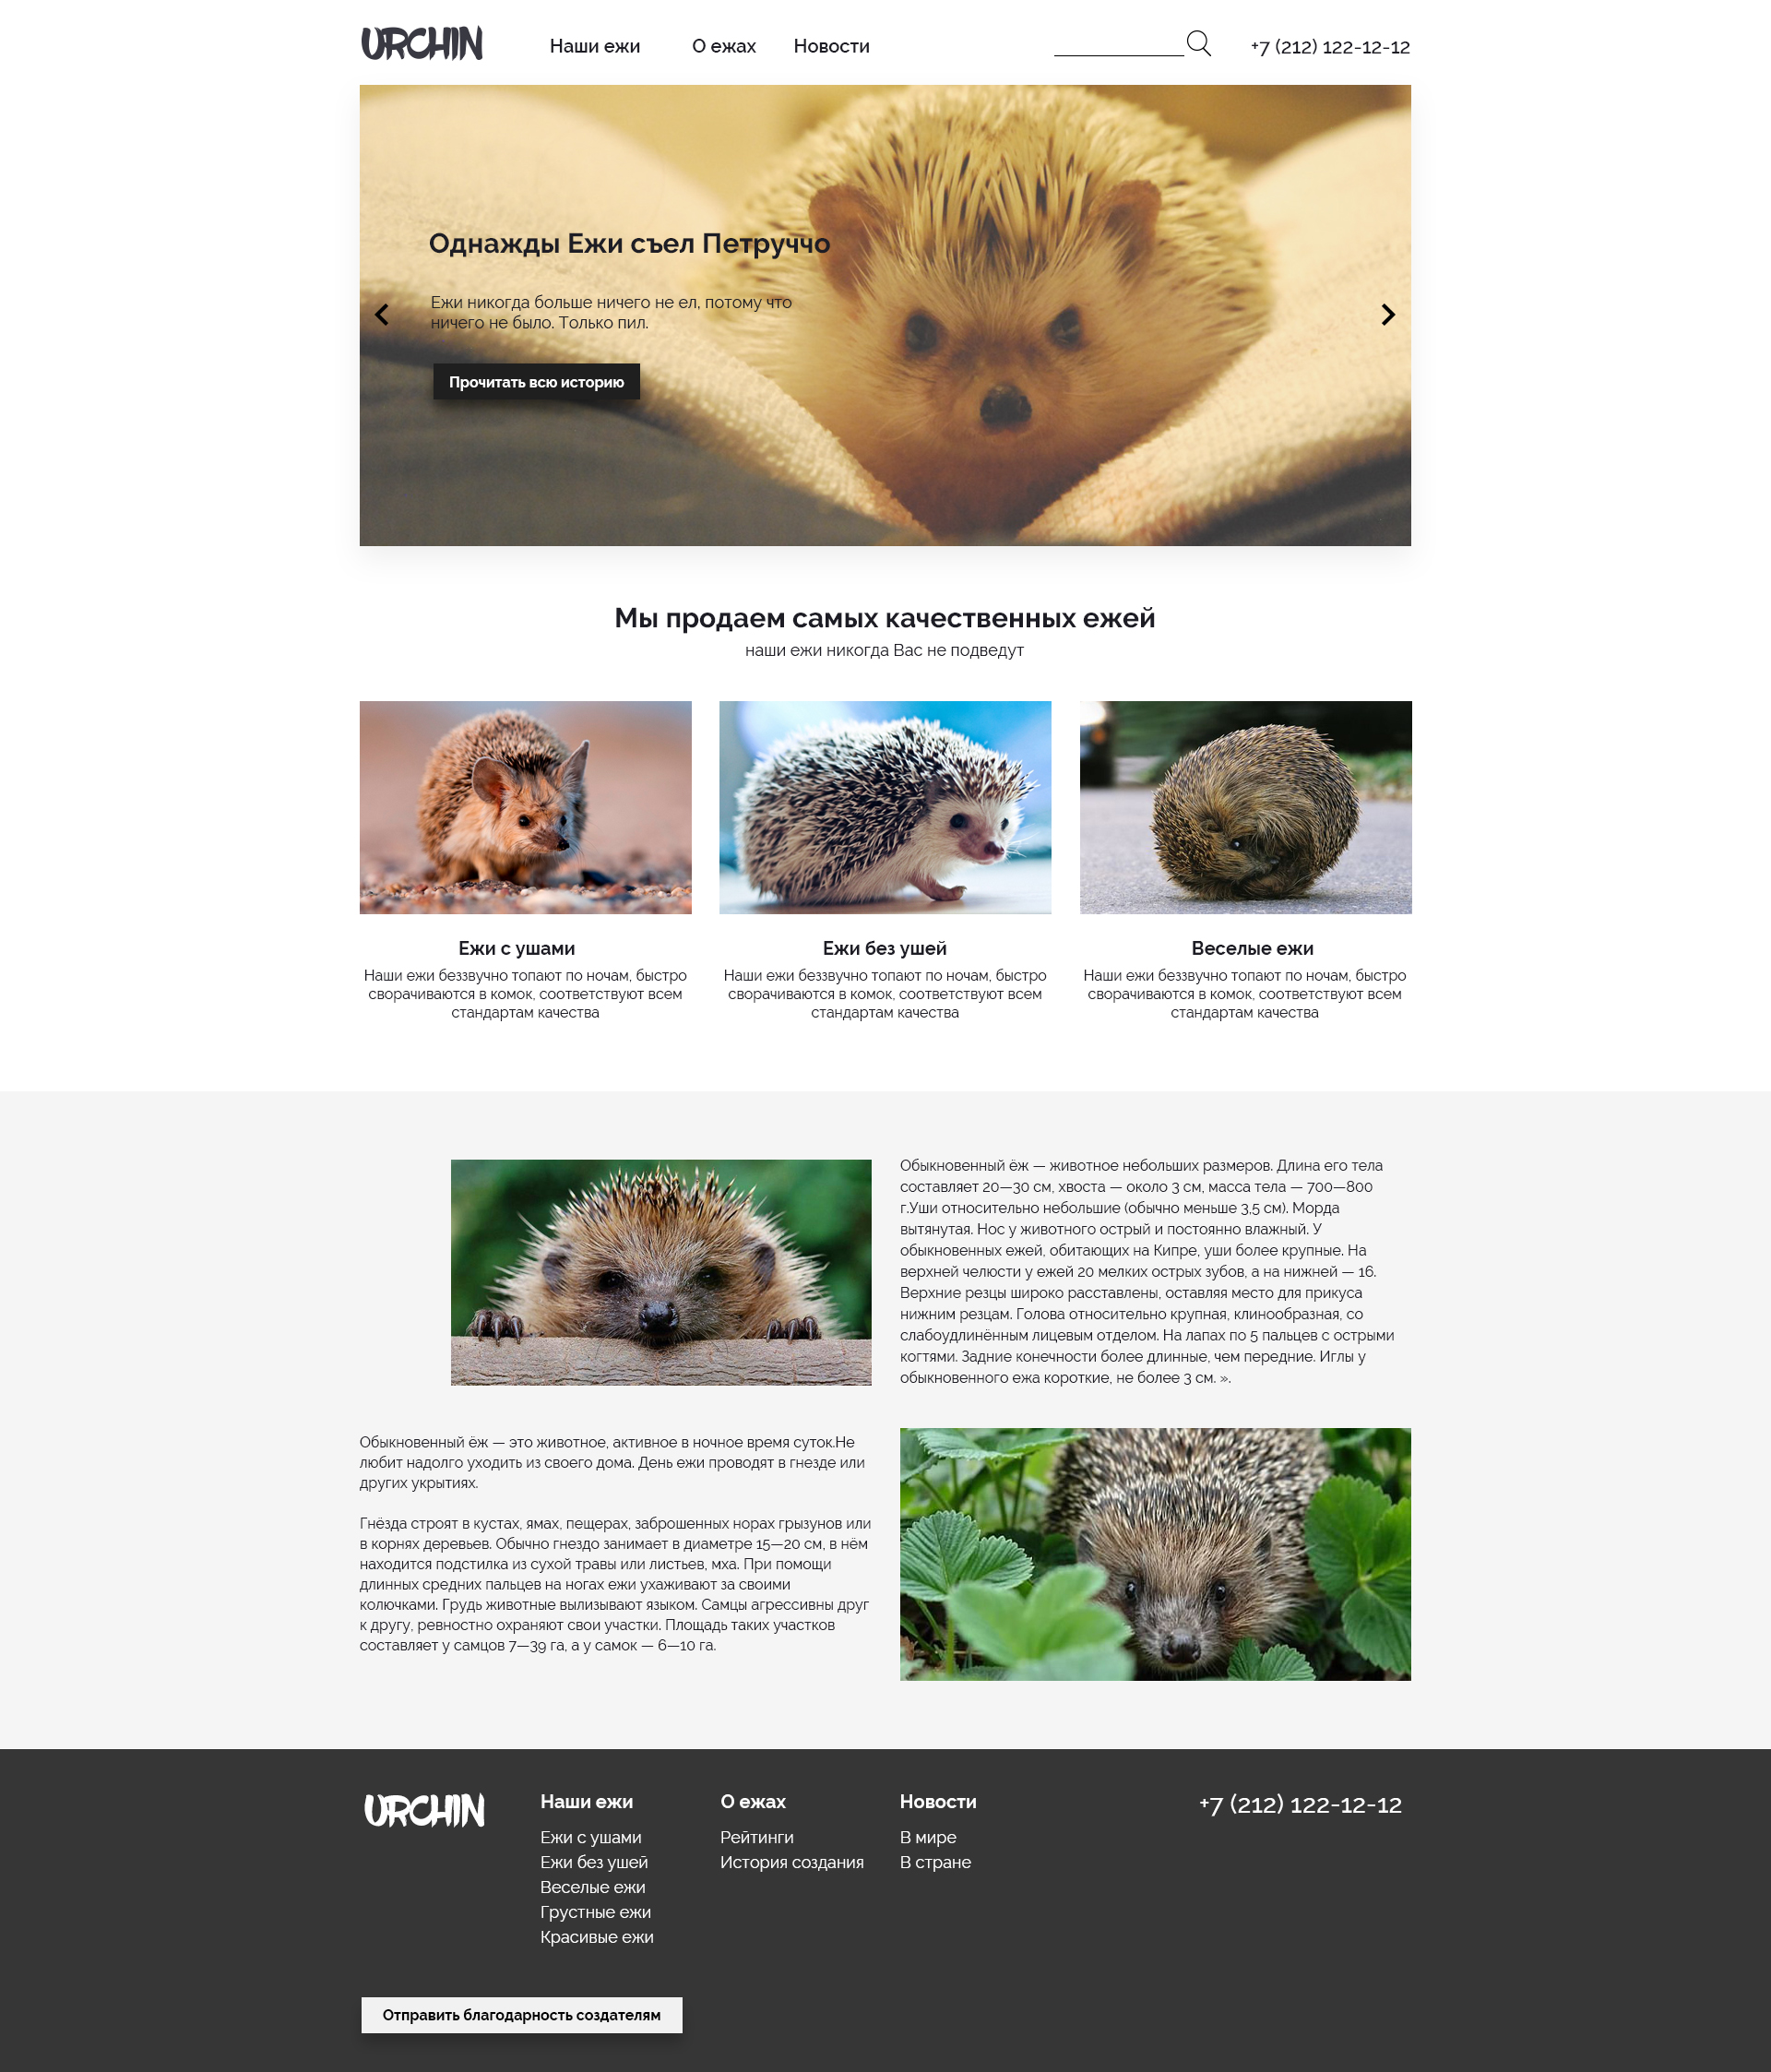 URCHIN
Наши ежи
О ежах
Новости
+7 (212) 122-12-12
Однажды Ежи съел Петруччо
Ежи никогда больше ничего не ел, потому что
ничего не было. Только пил.
Прочитать всю историю
Мы продаем самых качественных ежей
наши ежи никогда Вас не подведут
Ежи с ушами
Наши ежи беззвучно топают по ночам, быстро
сворачиваются в комок, соответствуют всем
стандартам качества
Ежи без ушей
Наши ежи беззвучно топают по ночам, быстро
сворачиваются в комок, соответствуют всем
стандартам качества
Веселые ежи
Наши ежи беззвучно топают по ночам, быстро
сворачиваются в комок, соответствуют всем
стандартам качества
Обыкновенный ёж — животное небольших размеров. Длина его тела
составляет 20—30 см, хвоста — около 3 см, масса тела — 700—800
г.Уши относительно небольшие (обычно меньше 3,5 см). Морда
вытянутая. Нос у животного острый и постоянно влажный. У
обыкновенных ежей, обитающих на Кипре, уши более крупные. На
верхней челюсти у ежей 20 мелких острых зубов, а на нижней — 16.
Верхние резцы широко расставлены, оставляя место для прикуса
нижним резцам. Голова относительно крупная, клинообразная, со
слабоудлинённым лицевым отделом. На лапах по 5 пальцев с острыми
когтями. Задние конечности более длинные, чем передние. Иглы у
обыкновенного ежа короткие, не более 3 см. ».
Обыкновенный ёж — это животное, активное в ночное время суток.Не
любит надолго уходить из своего дома. День ежи проводят в гнезде или
других укрытиях.
Гнёзда строят в кустах, ямах, пещерах, заброшенных норах грызунов или
в корнях деревьев. Обычно гнездо занимает в диаметре 15—20 см, в нём
находится подстилка из сухой травы или листьев, мха. При помощи
длинных средних пальцев на ногах ежи ухаживают за своими
колючками. Грудь животные вылизывают языком. Самцы агрессивны друг
к другу, ревностно охраняют свои участки. Площадь таких участков
составляет у самцов 7—39 га, а у самок — 6—10 га.
URCHIN
Наши ежи
Ежи с ушами
Ежи без ушей
Веселые ежи
Грустные ежи
Красивые ежи
О ежах
Рейтинги
История создания
Новости
В мире
В стране
+7 (212) 122-12-12
Отправить благодарность создателям